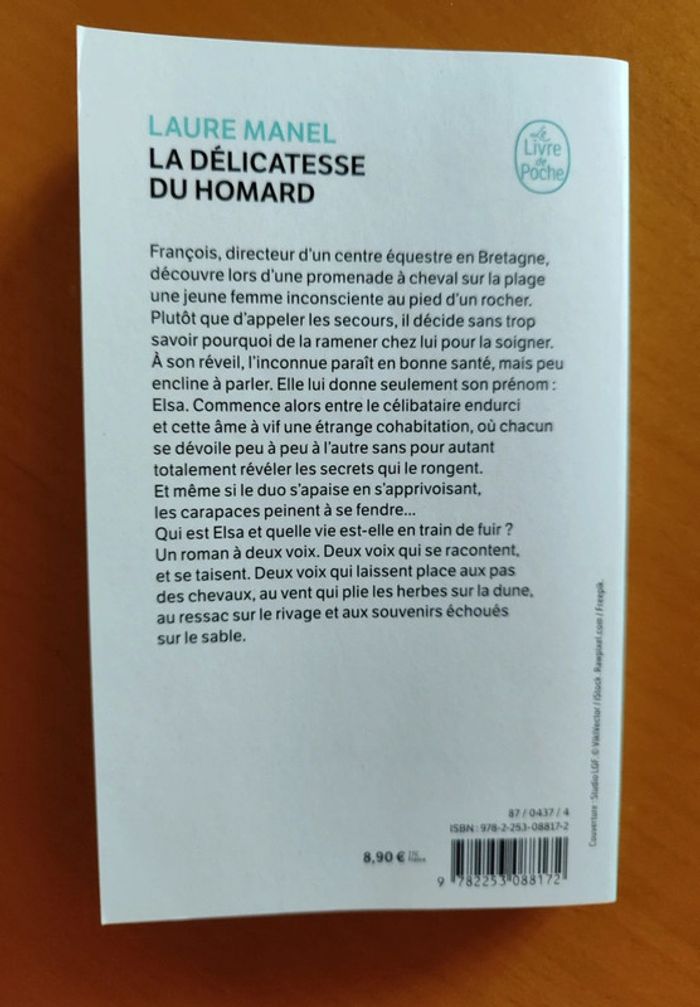 LAURE MANEL
LA DÉLICATESSE
DU HOMARD
Le
Livre
de
Poche
François, directeur d'un centre équestre en Bretagne,
découvre lors d'une promenade à cheval sur la plage
une jeune femme inconsciente au pied d'un rocher.
Plutôt que d'appeler les secours, il décide sans trop
savoir pourquoi de la ramener chez lui pour la soigner.
À son réveil, l'inconnue paraît en bonne santé, mais peu
encline à parler. Elle lui donne seulement son prénom :
Elsa. Commence alors entre le célibataire endurci
et cette âme à vif une étrange cohabitation, où chacun
se dévoile peu à peu à l'autre sans pour autant
totalement révéler les secrets qui le rongent.
Et même si le duo s'apaise en s'apprivoisant,
les carapaces peinent à se fendre...
Qui est Elsa et quelle vie est-elle en train de fuir ?
Un roman à deux voix. Deux voix qui se racontent,
et se taisent. Deux voix qui laissent place aux pas
des chevaux, au vent qui plie les herbes sur la dune,
au ressac sur le rivage et aux souvenirs échoués
sur le sable.
Couverture : Studio LGF. © VikiVector / iStock. Rawpixel.com / Freepik.
87 / 0437 / 4
ISBN : 978-2-253-08817-2
8,90 €
9 782253 088172